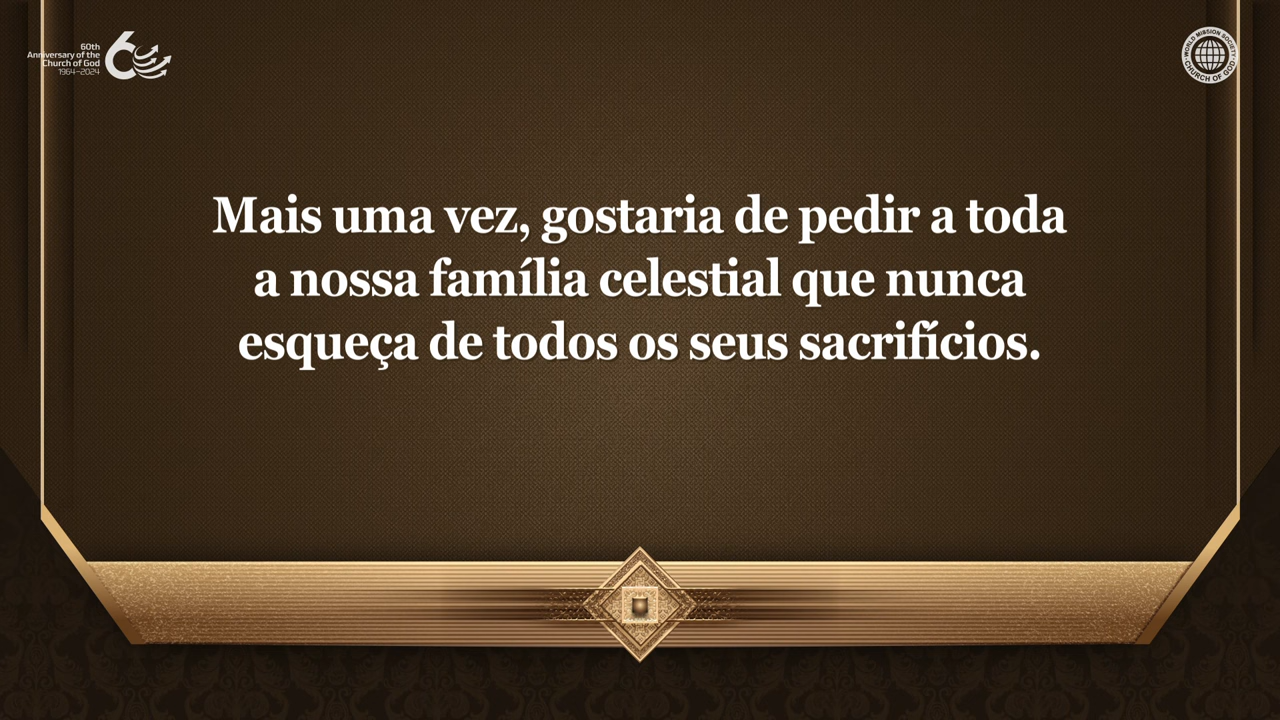 60th
Anniversary of the
Church of God
1964–2024
WORLD MISSION SOCIETY
CHURCH OF GOD
Mais uma vez, gostaria de pedir a toda
a nossa família celestial que nunca
esqueça de todos os seus sacrifícios.